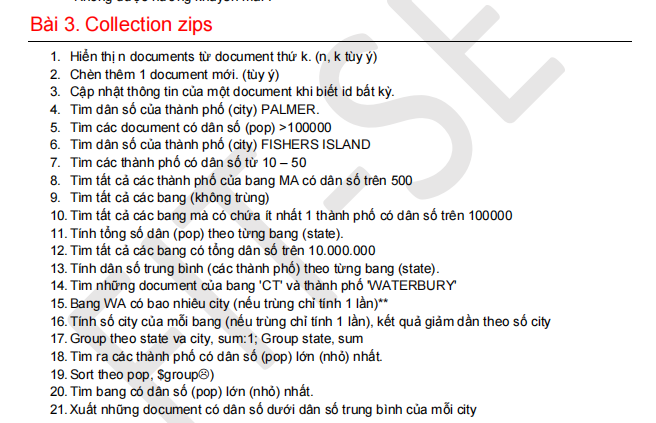 Bài 3. Collection zips
1. Hiển thị n documents từ document thứ k. (n, k tùy ý)
2. Chèn thêm 1 document mới. (tùy ý)
3. Cập nhật thông tin của một document khi biết id bất kỳ.
4. Tìm dân số của thành phố (city) PALMER.
5. Tìm các document có dân số (pop) >100000
6. Tìm dân số của thành phố (city) FISHERS ISLAND
7. Tìm các thành phố có dân số từ 10 – 50
8. Tìm tất cả các thành phố của bang MA có dân số trên 500
9. Tìm tất cả các bang (không trùng)
10. Tìm tất cả các bang mà có chứa ít nhất 1 thành phố có dân số trên 100000
11. Tính tổng số dân (pop) theo từng bang (state).
12. Tìm tất cả các bang có tổng dân số trên 10.000.000
13. Tính dân số trung bình (các thành phố) theo từng bang (state).
14. Tìm những document của bang 'CT' và thành phố 'WATERBURY'
15. Bang WA có bao nhiêu city (nếu trùng chỉ tính 1 lần)**
16. Tính số city của mỗi bang (nếu trùng chỉ tính 1 lần), kết quả giảm dần theo số city
17. Group theo state va city, sum:1; Group state, sum
18. Tìm ra các thành phố có dân số (pop) lớn (nhỏ) nhất.
19. Sort theo pop, $group☹)
20. Tìm bang có dân số (pop) lớn (nhỏ) nhất.
21. Xuất những document có dân số dưới dân số trung bình của mỗi city
FIT-SE